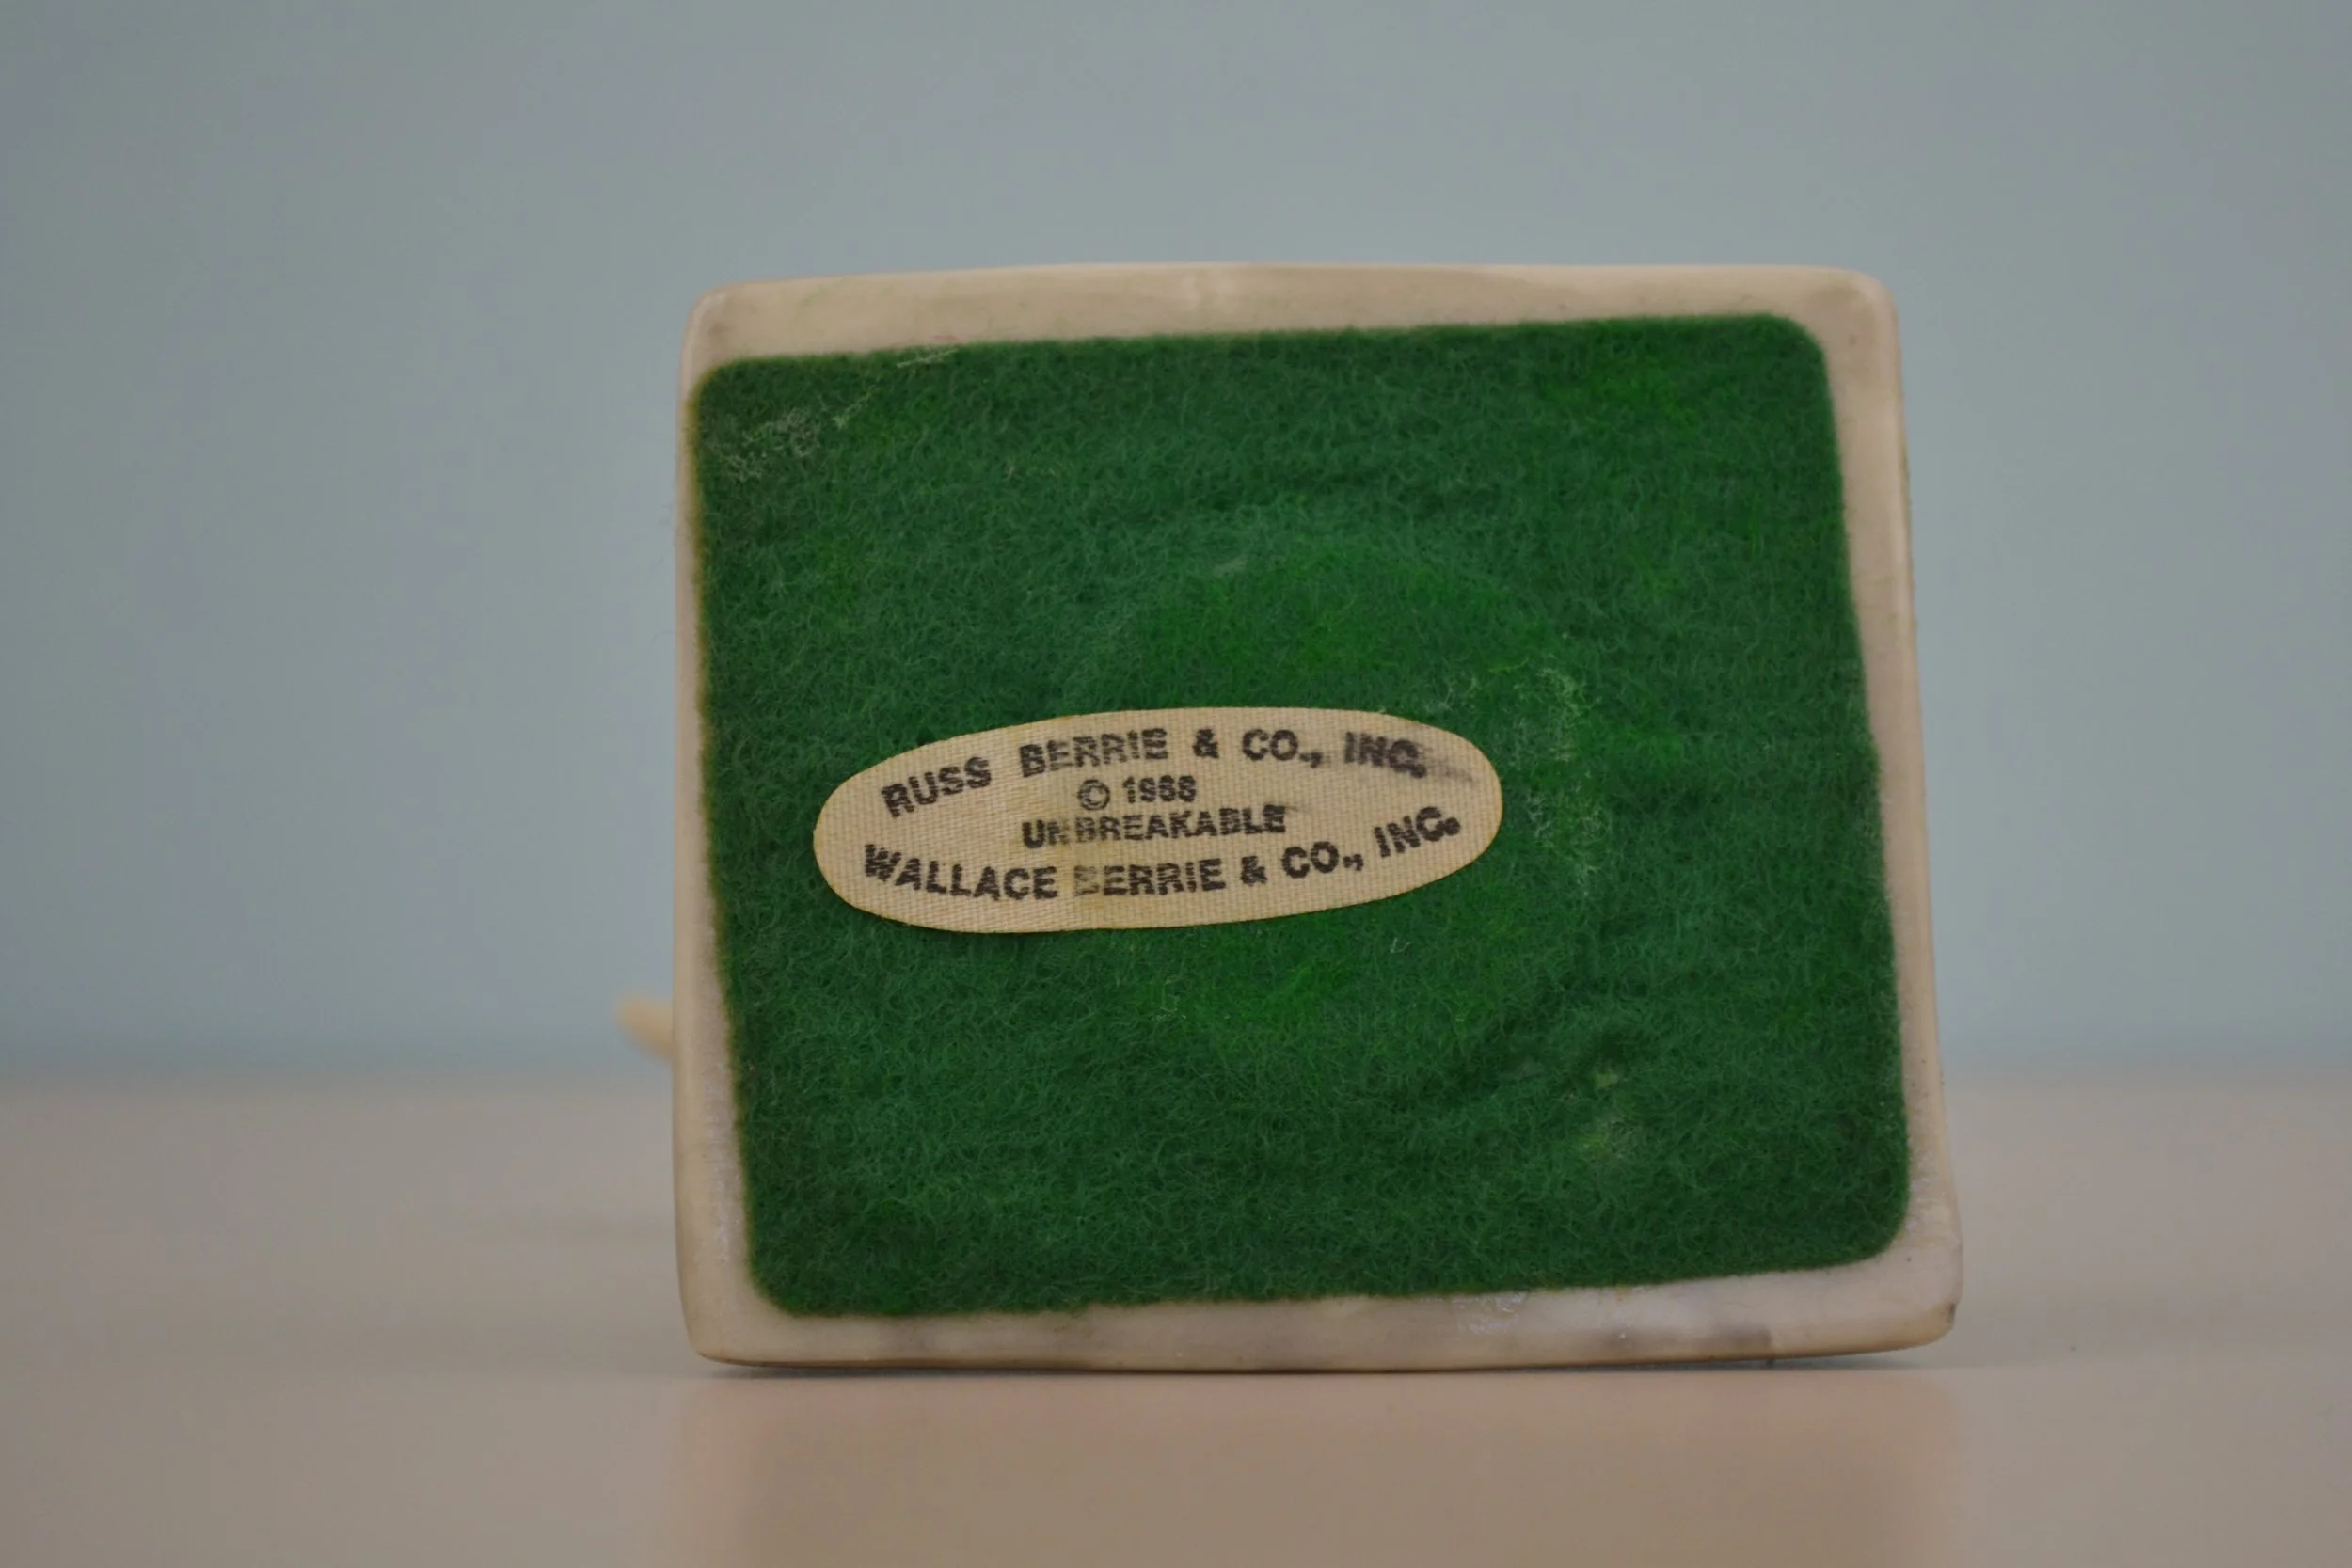 RUSS BERRIE & CO., INC.
© 1968
UNBREAKABLE
WALLACE BERRIE & CO., INC.